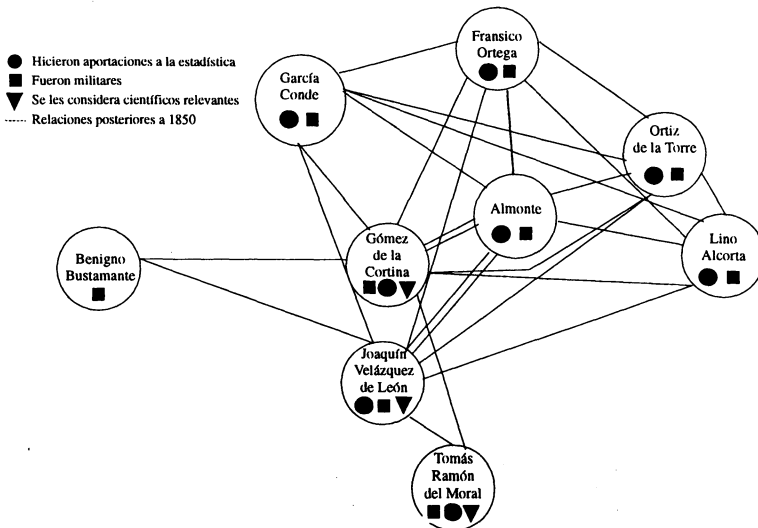 Hicieron aportaciones a la estadística
Fueron militares
Se les considera científicos relevantes
Relaciones posteriores a 1850
Fransico
Ortega
García
Conde
Ortiz
de la Torre
Almonte
Gómez
de la
Cortina
Lino
Alcorta
Benigno
Bustamante
Joaquín
Velázquez
de León
Tomás
Ramón
del Moral